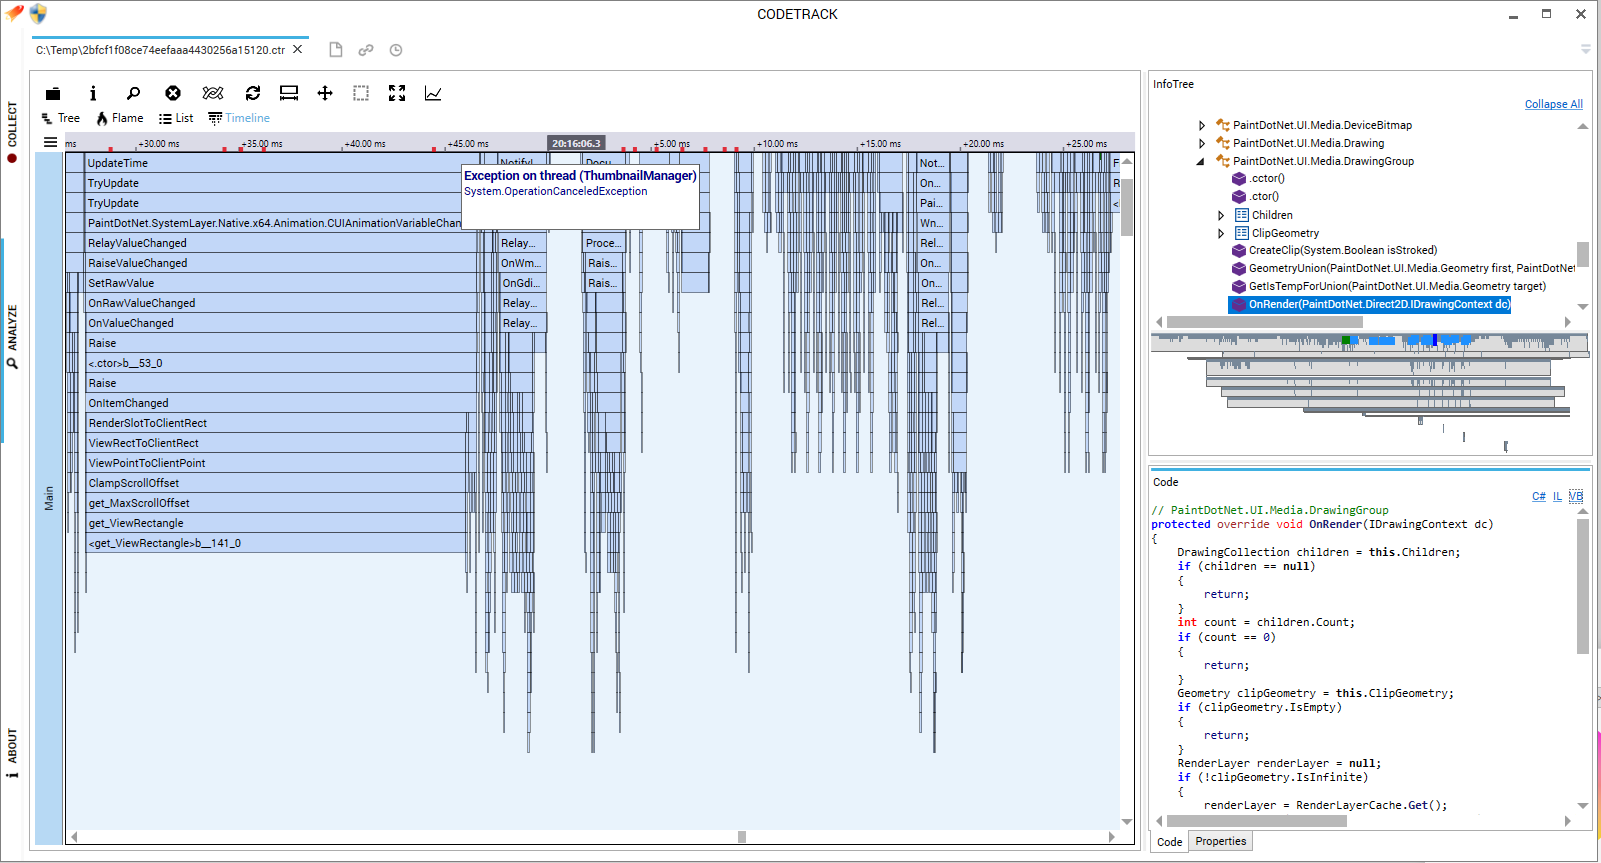 CODETRACK
C:\Temp\2bfcf1f08ce74eefaaa4430256a15120.ctr
COLLECT
ANALYZE
ABOUT
Tree
Flame
List
Timeline
ms
+30.00 ms
+35.00 ms
+40.00 ms
+45.00 ms
20:16:06.3
+5.00 ms
+10.00 ms
+15.00 ms
+20.00 ms
+25.00 ms
Main
UpdateTime
TryUpdate
TryUpdate
PaintDotNet.SystemLayer.Native.x64.Animation.CUIAnimationVariableChan
RelayValueChanged
RaiseValueChanged
SetRawValue
OnRawValueChanged
OnValueChanged
Raise
<.ctor>b__53_0
Raise
OnItemChanged
RenderSlotToClientRect
ViewRectToClientRect
ViewPointToClientPoint
ClampScrollOffset
get_MaxScrollOffset
get_ViewRectangle
<get_ViewRectangle>b__141_0
Exception on thread (ThumbnailManager)
System.OperationCanceledException
Relay...
OnWm...
OnGdi...
Relay...
Relay...
Proce...
Rais...
Rais...
Not...
On...
Pai...
Wn...
Rel...
On...
On...
Rel...
Rel...
InfoTree
Collapse All
PaintDotNet.UI.Media.DeviceBitmap
PaintDotNet.UI.Media.Drawing
PaintDotNet.UI.Media.DrawingGroup
.cctor()
.ctor()
Children
ClipGeometry
CreateClip(System.Boolean isStroked)
GeometryUnion(PaintDotNet.UI.Media.Geometry first, PaintDotNet
GetIsTempForUnion(PaintDotNet.UI.Media.Geometry target)
OnRender(PaintDotNet.Direct2D.IDrawingContext dc)
Code
C# IL VB
// PaintDotNet.UI.Media.DrawingGroup
protected override void OnRender(IDrawingContext dc)
{
DrawingCollection children = this.Children;
if (children == null)
{
return;
}
int count = children.Count;
if (count == 0)
{
return;
}
Geometry clipGeometry = this.ClipGeometry;
if (clipGeometry.IsEmpty)
{
return;
}
RenderLayer renderLayer = null;
if (!clipGeometry.IsInfinite)
{
renderLayer = RenderLayerCache.Get();
Code
Properties